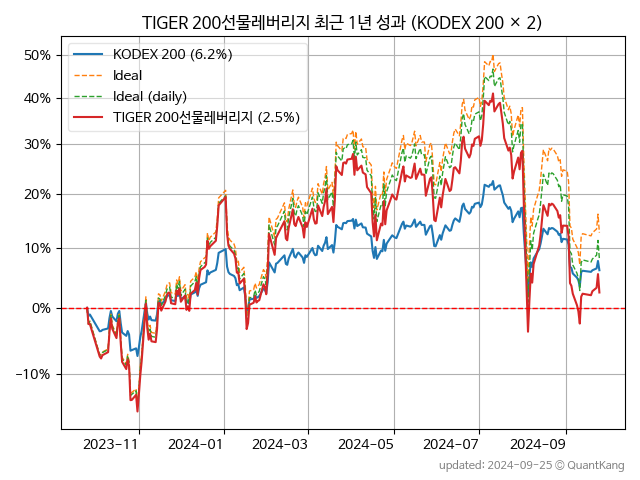 TIGER 200선물레버리지 최근 1년 성과 (KODEX 200 × 2)
50%
40%
30%
20%
10%
0%
−10%
KODEX 200 (6.2%)
Ideal
Ideal (daily)
TIGER 200선물레버리지 (2.5%)
2023-11
2024-01
2024-03
2024-05
2024-07
2024-09
updated: 2024-09-25 © QuantKang